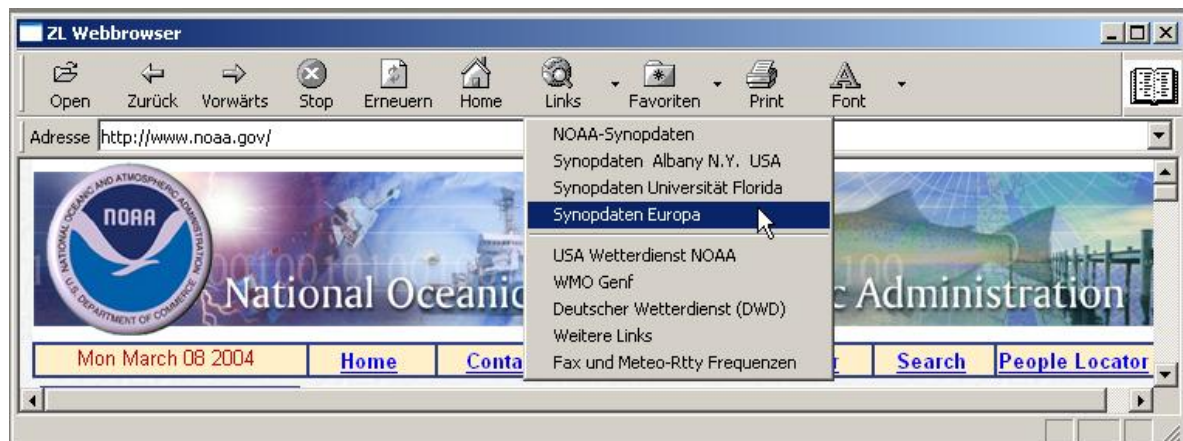 ZL Webbrowser
Open Zurück Vorwärts Stop Erneuern Home Links Favoriten Print Font
Adresse http://www.noaa.gov/
NOAA-Synopdaten
Synopdaten Albany N.Y. USA
Synopdaten Universität Florida
Synopdaten Europa
USA Wetterdienst NOAA
WMO Genf
Deutscher Wetterdienst (DWD)
Weitere Links
Fax und Meteo-Rtty Frequenzen
NATIONAL OCEANIC AND ATMOSPHERIC ADMINISTRATION
NOAA
U.S. DEPARTMENT OF COMMERCE
National Oceanic Administration
Mon March 08 2004 Home Search People Locator